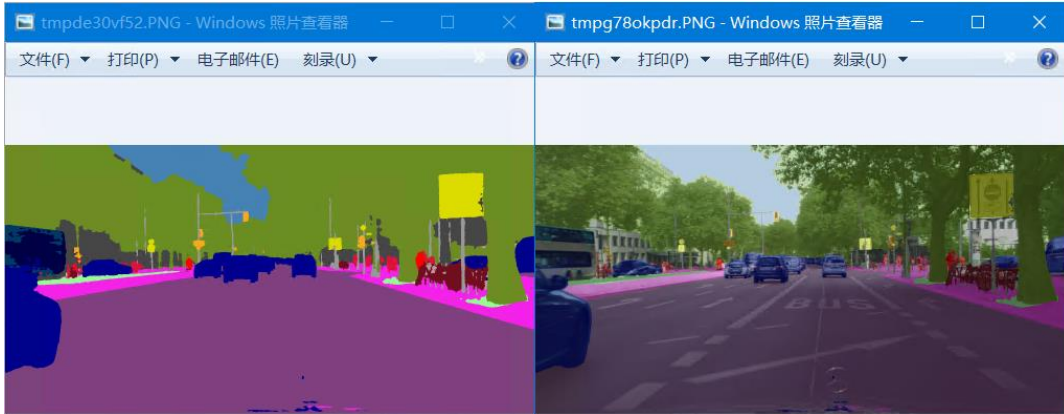 tmpde30vf52.PNG - Windows 照片查看器
文件(F) 打印(P) 电子邮件(E) 刻录(U)
tmpg78okpdr.PNG - Windows 照片查看器
文件(F) 打印(P) 电子邮件(E) 刻录(U)
BUS